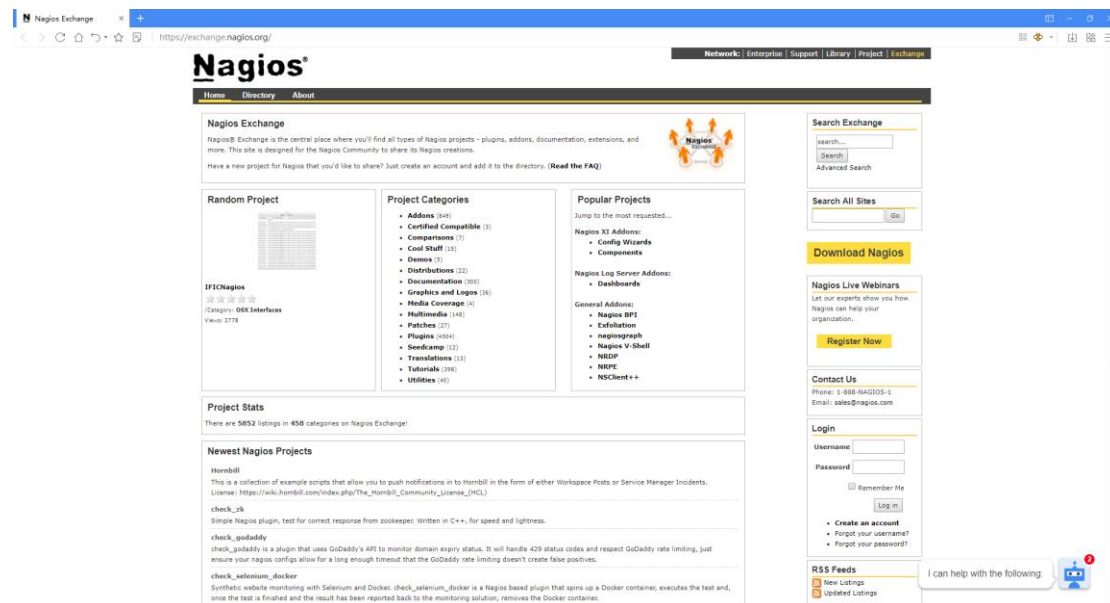 Nagios Exchange
https://exchange.nagios.org/
Nagios®
Network: | Enterprise | Support | Library | Project | Exchange
Home Directory About
Nagios Exchange
Nagios® Exchange is the central place where you'll find all types of Nagios projects - plugins, addons, documentation, extensions, and
more. This site is designed for the Nagios Community to share its Nagios creations.
Have a new project for Nagios that you'd like to share? Just create an account and add it to the directory. (Read the FAQ)
Nagios
EXCHANGE
Random Project
IFICNagios
/Category: OSX Interfaces
Views: 2778
Project Categories
• Addons (649)
• Certified Compatible (3)
• Comparisons (7)
• Cool Stuff (15)
• Demos (5)
• Distributions (22)
• Documentation (300)
• Graphics and Logos (36)
• Media Coverage (4)
• Multimedia (148)
• Patches (27)
• Plugins (4504)
• Seedcamp (12)
• Translations (13)
• Tutorials (298)
• Utilities (40)
Popular Projects
Jump to the most requested...
Nagios XI Addons:
• Config Wizards
• Components
Nagios Log Server Addons:
• Dashboards
General Addons:
• Nagios BPI
• Exfoliation
• nagiosgraph
• Nagios V-Shell
• NRDP
• NRPE
• NSClient++
Project Stats
There are 5852 listings in 458 categories on Nagios Exchange!
Newest Nagios Projects
Hornbill
This is a collection of example scripts that allow you to push notifications in to Hornbill in the form of either Workspace Posts or Service Manager Incidents.
License: https://wiki.hornbill.com/index.php/The_Hornbill_Community_License_(HCL)
check_zk
Simple Nagios plugin, test for correct response from zookeeper. Written in C++, for speed and lightness.
check_godaddy
check_godaddy is a plugin that uses GoDaddy's API to monitor domain expiry status. It will handle 429 status codes and respect GoDaddy rate limiting, just
ensure your nagios configs allow for a long enough timeout that the GoDaddy rate limiting doesn't create false positives.
check_selenium_docker
Synthetic website monitoring with Selenium and Docker. check_selenium_docker is a Nagios based plugin that spins up a Docker container, executes the test and,
once the test is finished and the result has been reported back to the monitoring solution, removes the Docker container.
Search Exchange
search...
Search
Advanced Search
Search All Sites
Go
Download Nagios
Nagios Live Webinars
Let our experts show you how
Nagios can help your
organization.
Register Now
Contact Us
Phone: 1-888-NAGIOS-1
Email: sales@nagios.com
Login
Username
Password
Remember Me
Log in
• Create an account
• Forgot your username?
• Forgot your password?
RSS Feeds
New Listings
Updated Listings
I can help with the following:
2